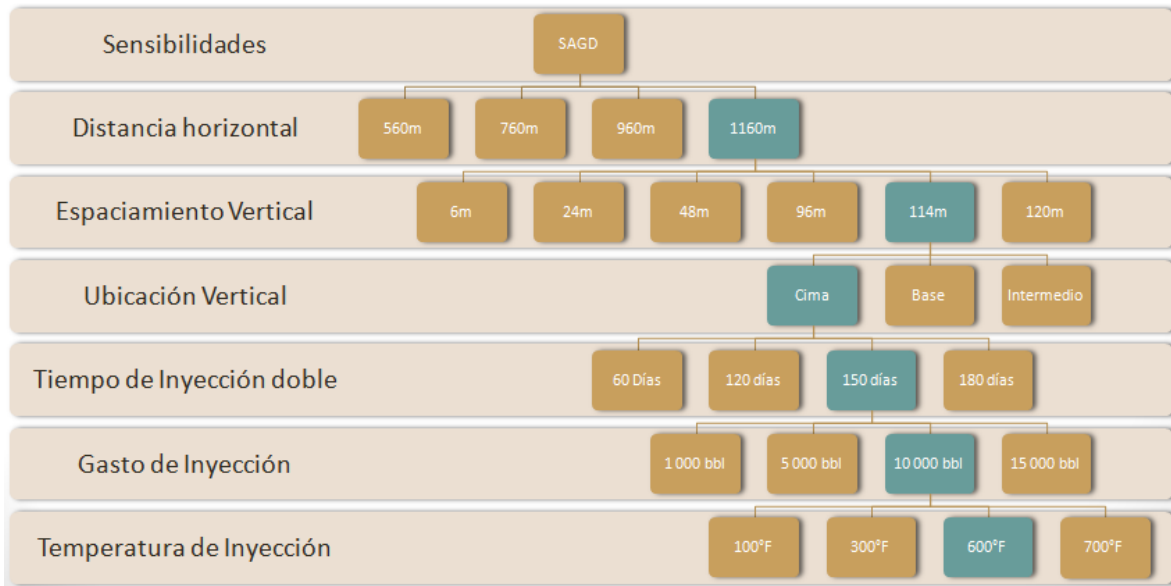 Sensibilidades
SAGD
Distancia horizontal
560m
760m
960m
1160m
Espaciamiento Vertical
6m
24m
48m
96m
114m
120m
Ubicación Vertical
Cima
Base
Intermedio
Tiempo de Inyección doble
60 Días
120 días
150 días
180 días
Gasto de Inyección
1 000 bbl
5 000 bbl
10 000 bbl
15 000 bbl
Temperatura de Inyección
100°F
300°F
600°F
700°F